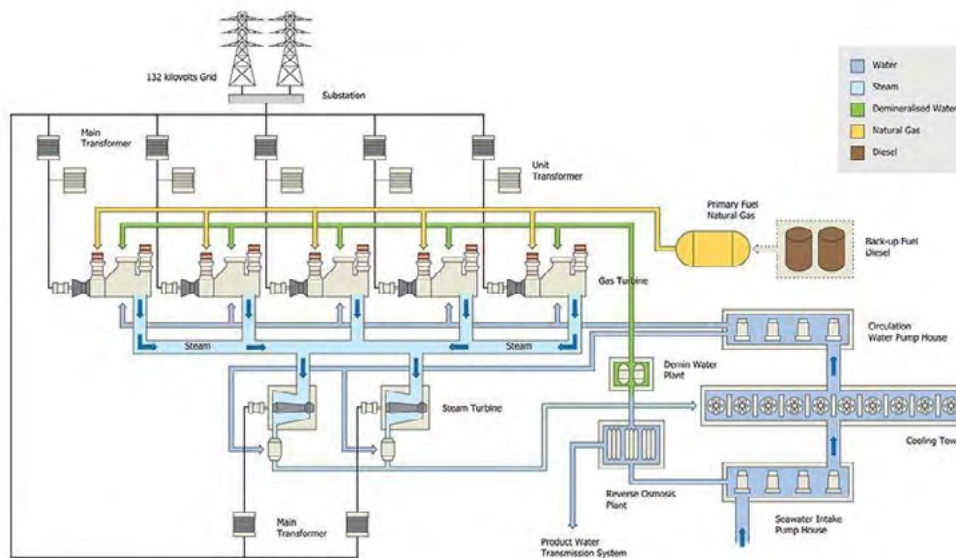 132 kilovolts Grid
Substation
Water
Steam
Demineralised Water
Natural Gas
Diesel
Main
Transformer
Unit
Transformer
Primary Fuel
Natural Gas
Back-up Fuel
Diesel
Gas Turbine
Circulation
Water Pump House
Steam
Steam
Demin Water
Plant
Steam Turbine
Cooling Tow
Reverse Osmosis
Plant
Seawater Intake
Pump House
Main
Transformer
Product Water
Transmission System